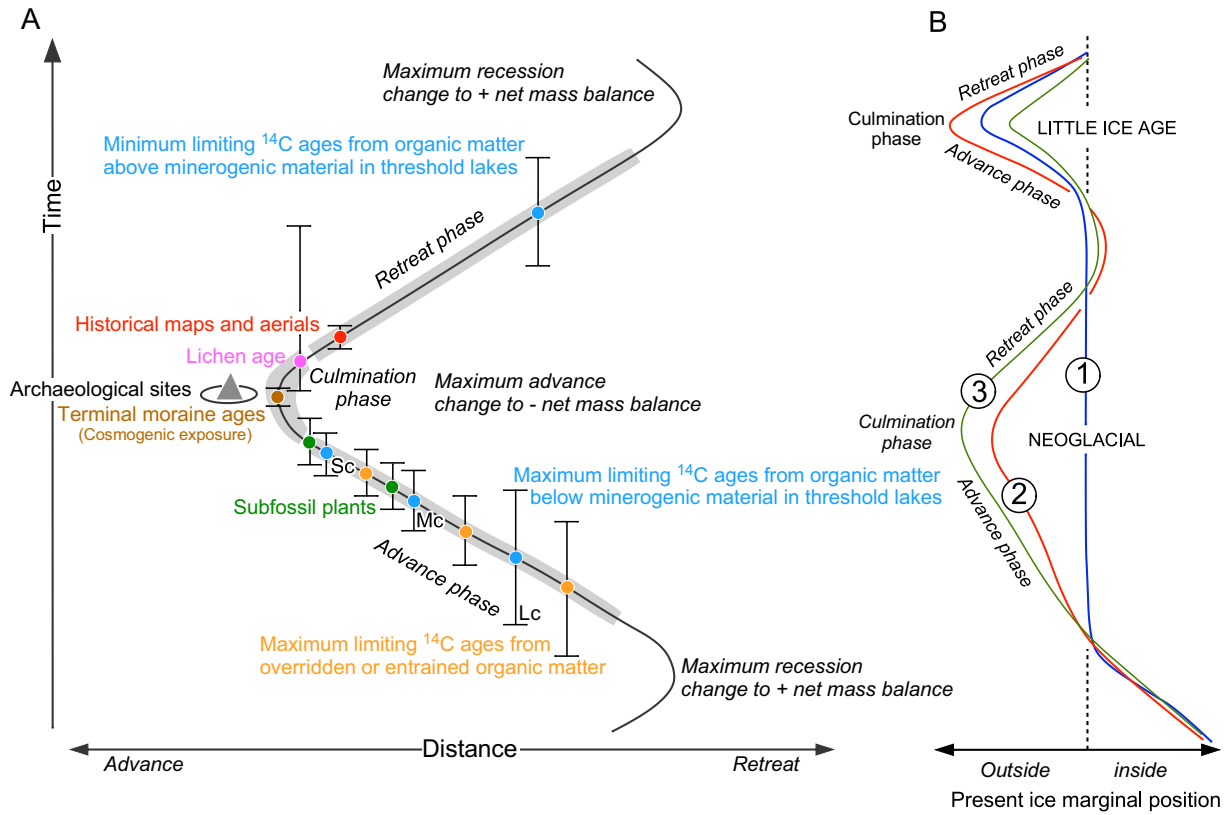 A
Time
Maximum recession
change to + net mass balance
Minimum limiting ¹⁴C ages from organic matter
above minerogenic material in threshold lakes
Retreat phase
Historical maps and aerials
Lichen age
Archaeological sites
Culmination
phase
Maximum advance
change to - net mass balance
Terminal moraine ages
(Cosmogenic exposure)
Sc
Maximum limiting ¹⁴C ages from organic matter
below minerogenic material in threshold lakes
Subfossil plants
Mc
Advance phase
Lc
Maximum limiting ¹⁴C ages from
overridden or entrained organic matter
Maximum recession
change to + net mass balance
Distance
Advance
Retreat
B
Retreat phase
Culmination
phase
LITTLE ICE AGE
Advance phase
Retreat phase
1
3
Culmination
phase
NEOGLACIAL
2
Advance phase
Outside
inside
Present ice marginal position